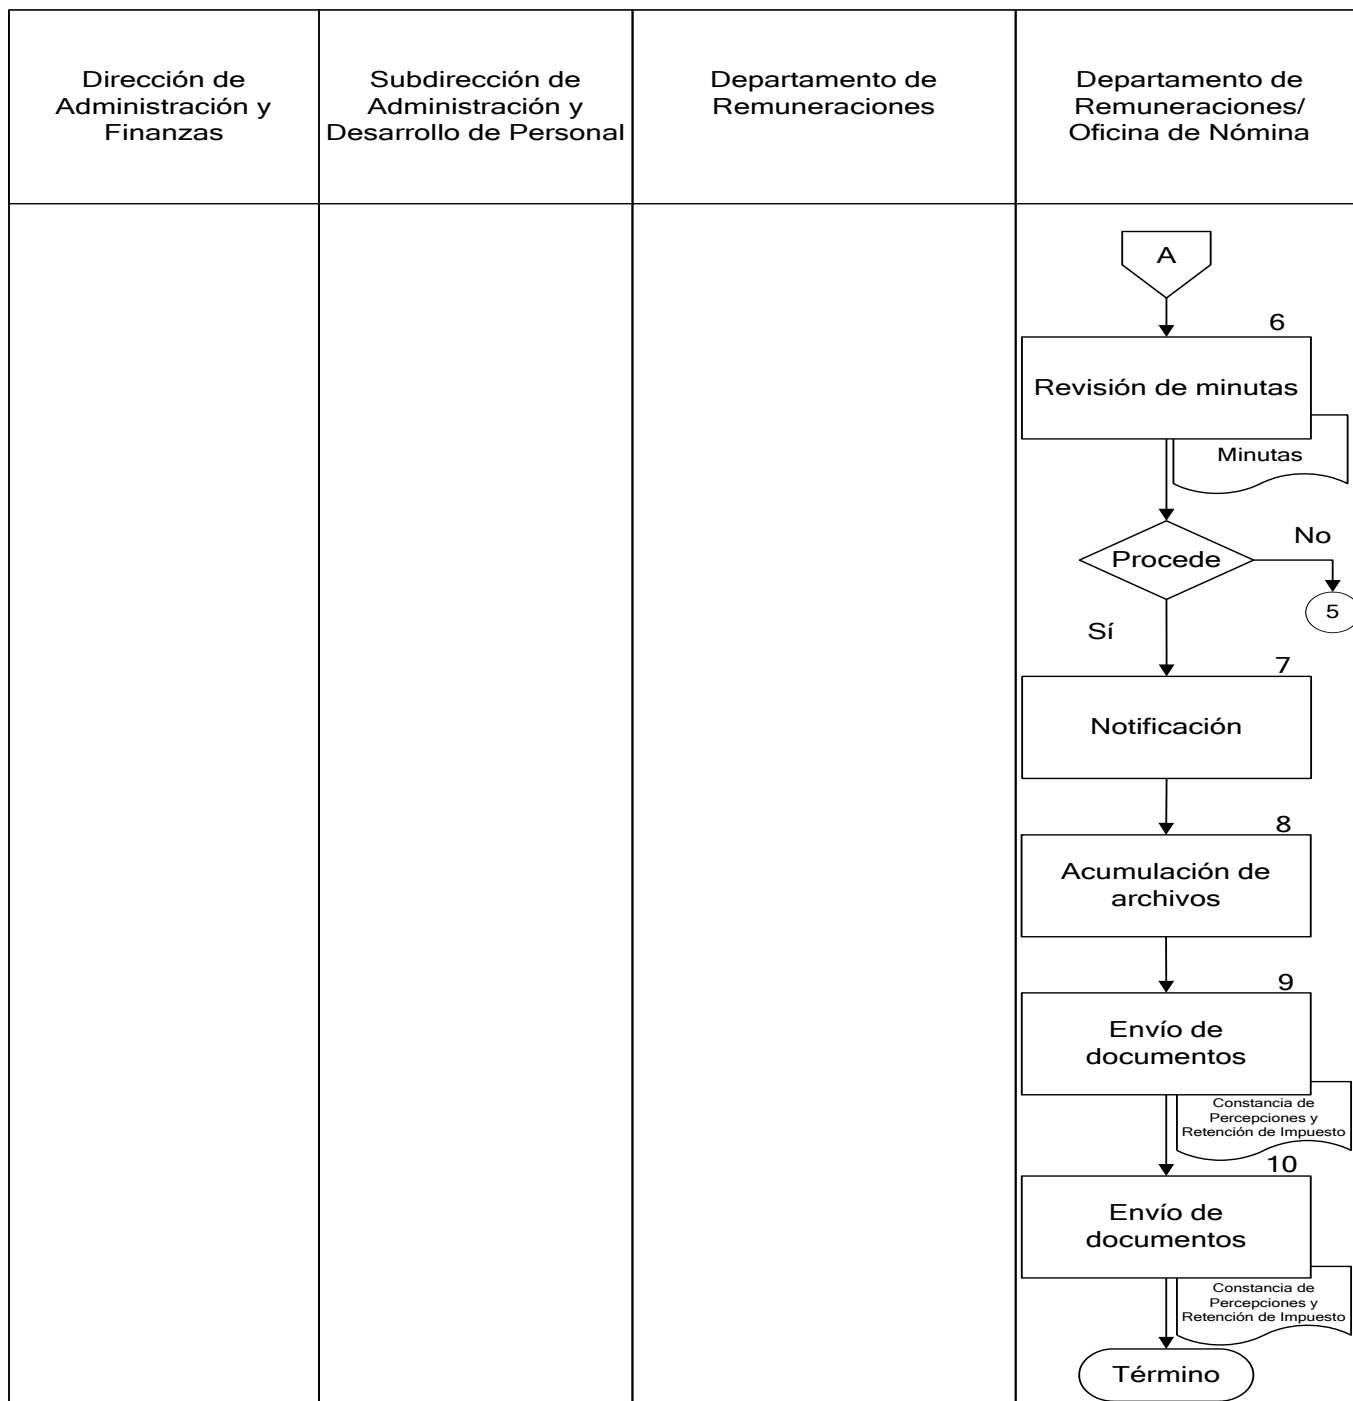 Dirección de
Administración y
Finanzas
Subdirección de
Administración y
Desarrollo de Personal
Departamento de
Remuneraciones
Departamento de
Remuneraciones/
Oficina de Nómina
A
6
Revisión de minutas
Minutas
Procede
No
5
Sí
7
Notificación
8
Acumulación de
archivos
9
Envío de
documentos
Constancia de
Percepciones y
Retención de Impuesto
10
Envío de
documentos
Constancia de
Percepciones y
Retención de Impuesto
Término